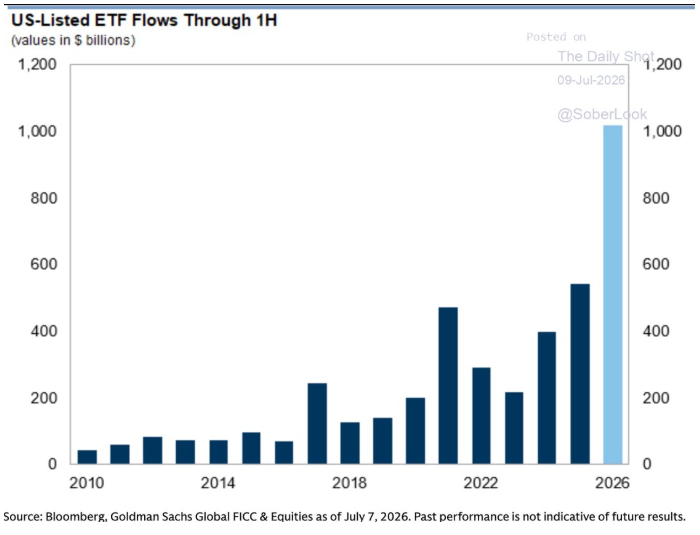 US-Listed ETF Flows Through 1H
(values in $ billions)
Posted on
The Daily Shot
09-Jul-2026
@SoberLook
1,200 1,200
1,000 1,000
800 800
600 600
400 400
200 200
0 0
2010 2014 2018 2022 2026
Source: Bloomberg, Goldman Sachs Global FICC & Equities as of July 7, 2026. Past performance is not indicative of future results.